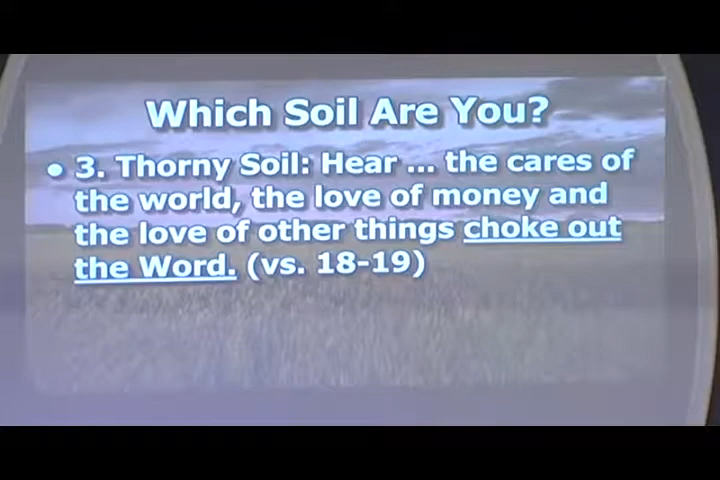 Which Soil Are You?
• 3. Thorny Soil: Hear ... the cares of
the world, the love of money and
the love of other things choke out
the Word. (vs. 18-19)